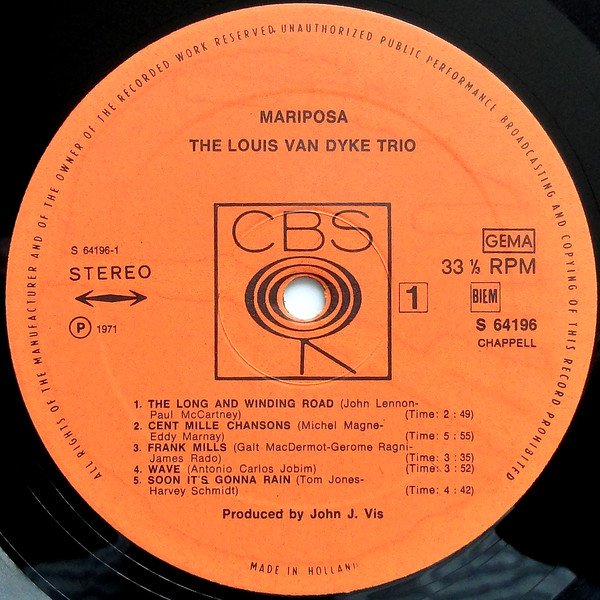 ALL RIGHTS OF THE MANUFACTURER AND OF THE OWNER OF THE RECORDED WORK RESERVED. UNAUTHORIZED PUBLIC PERFORMANCE BROADCASTING AND COPYING OF THIS RECORD PROHIBITED
MARIPOSA
THE LOUIS VAN DYKE TRIO
CBS
S 64196-1
STEREO
P 1971
GEMA
33 ⅓ RPM
1
BIEM
S 64196
CHAPPELL
1. THE LONG AND WINDING ROAD (John Lennon-
Paul McCartney) (Time: 2 : 49)
2. CENT MILLE CHANSONS (Michel Magne-
Eddy Marnay) (Time: 5 : 55)
3. FRANK MILLS (Galt MacDermot-Gerome Ragni-
James Rado) (Time: 3 : 35)
4. WAVE (Antonio Carlos Jobim) (Time: 3 : 52)
5. SOON IT'S GONNA RAIN (Tom Jones-
Harvey Schmidt) (Time: 4 : 42)
Produced by John J. Vis
MADE IN HOLLAND